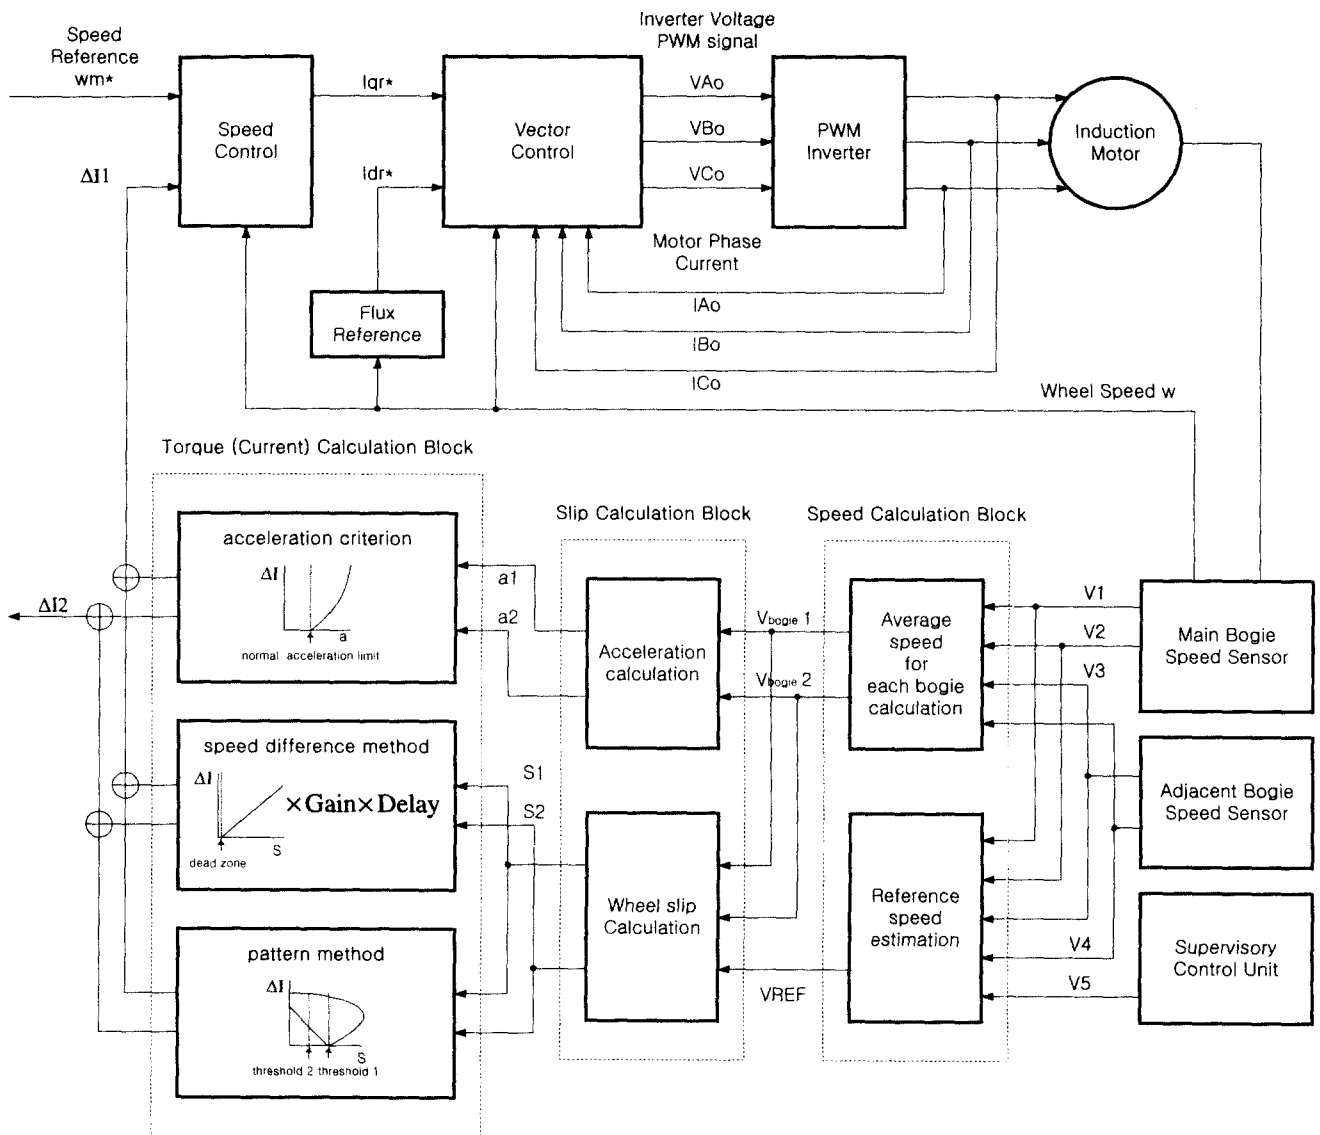 Inverter Voltage
PWM signal
Speed
Reference
wm*
Iqr*
VAo
Speed
Control
Vector
Control
VBo
PWM
Inverter
Induction
Motor
ΔI1
Idr*
VCo
Motor Phase
Current
Flux
Reference
IAo
IBo
ICo
Wheel Speed w
Torque (Current) Calculation Block
Slip Calculation Block
Speed Calculation Block
acceleration criterion
ΔI
a
normal acceleration limit
a1
a2
ΔI2
Acceleration
calculation
Vbogie 1
Vbogie 2
Average
speed
for
each bogie
calculation
V1
V2
V3
Main Bogie
Speed Sensor
speed difference method
ΔI
×Gain×Delay
S
dead zone
S1
S2
Adjacent Bogie
Speed Sensor
Wheel slip
Calculation
Reference
speed
estimation
V4
V5
VREF
Supervisory
Control Unit
pattern method
ΔI
S
threshold 2 threshold 1